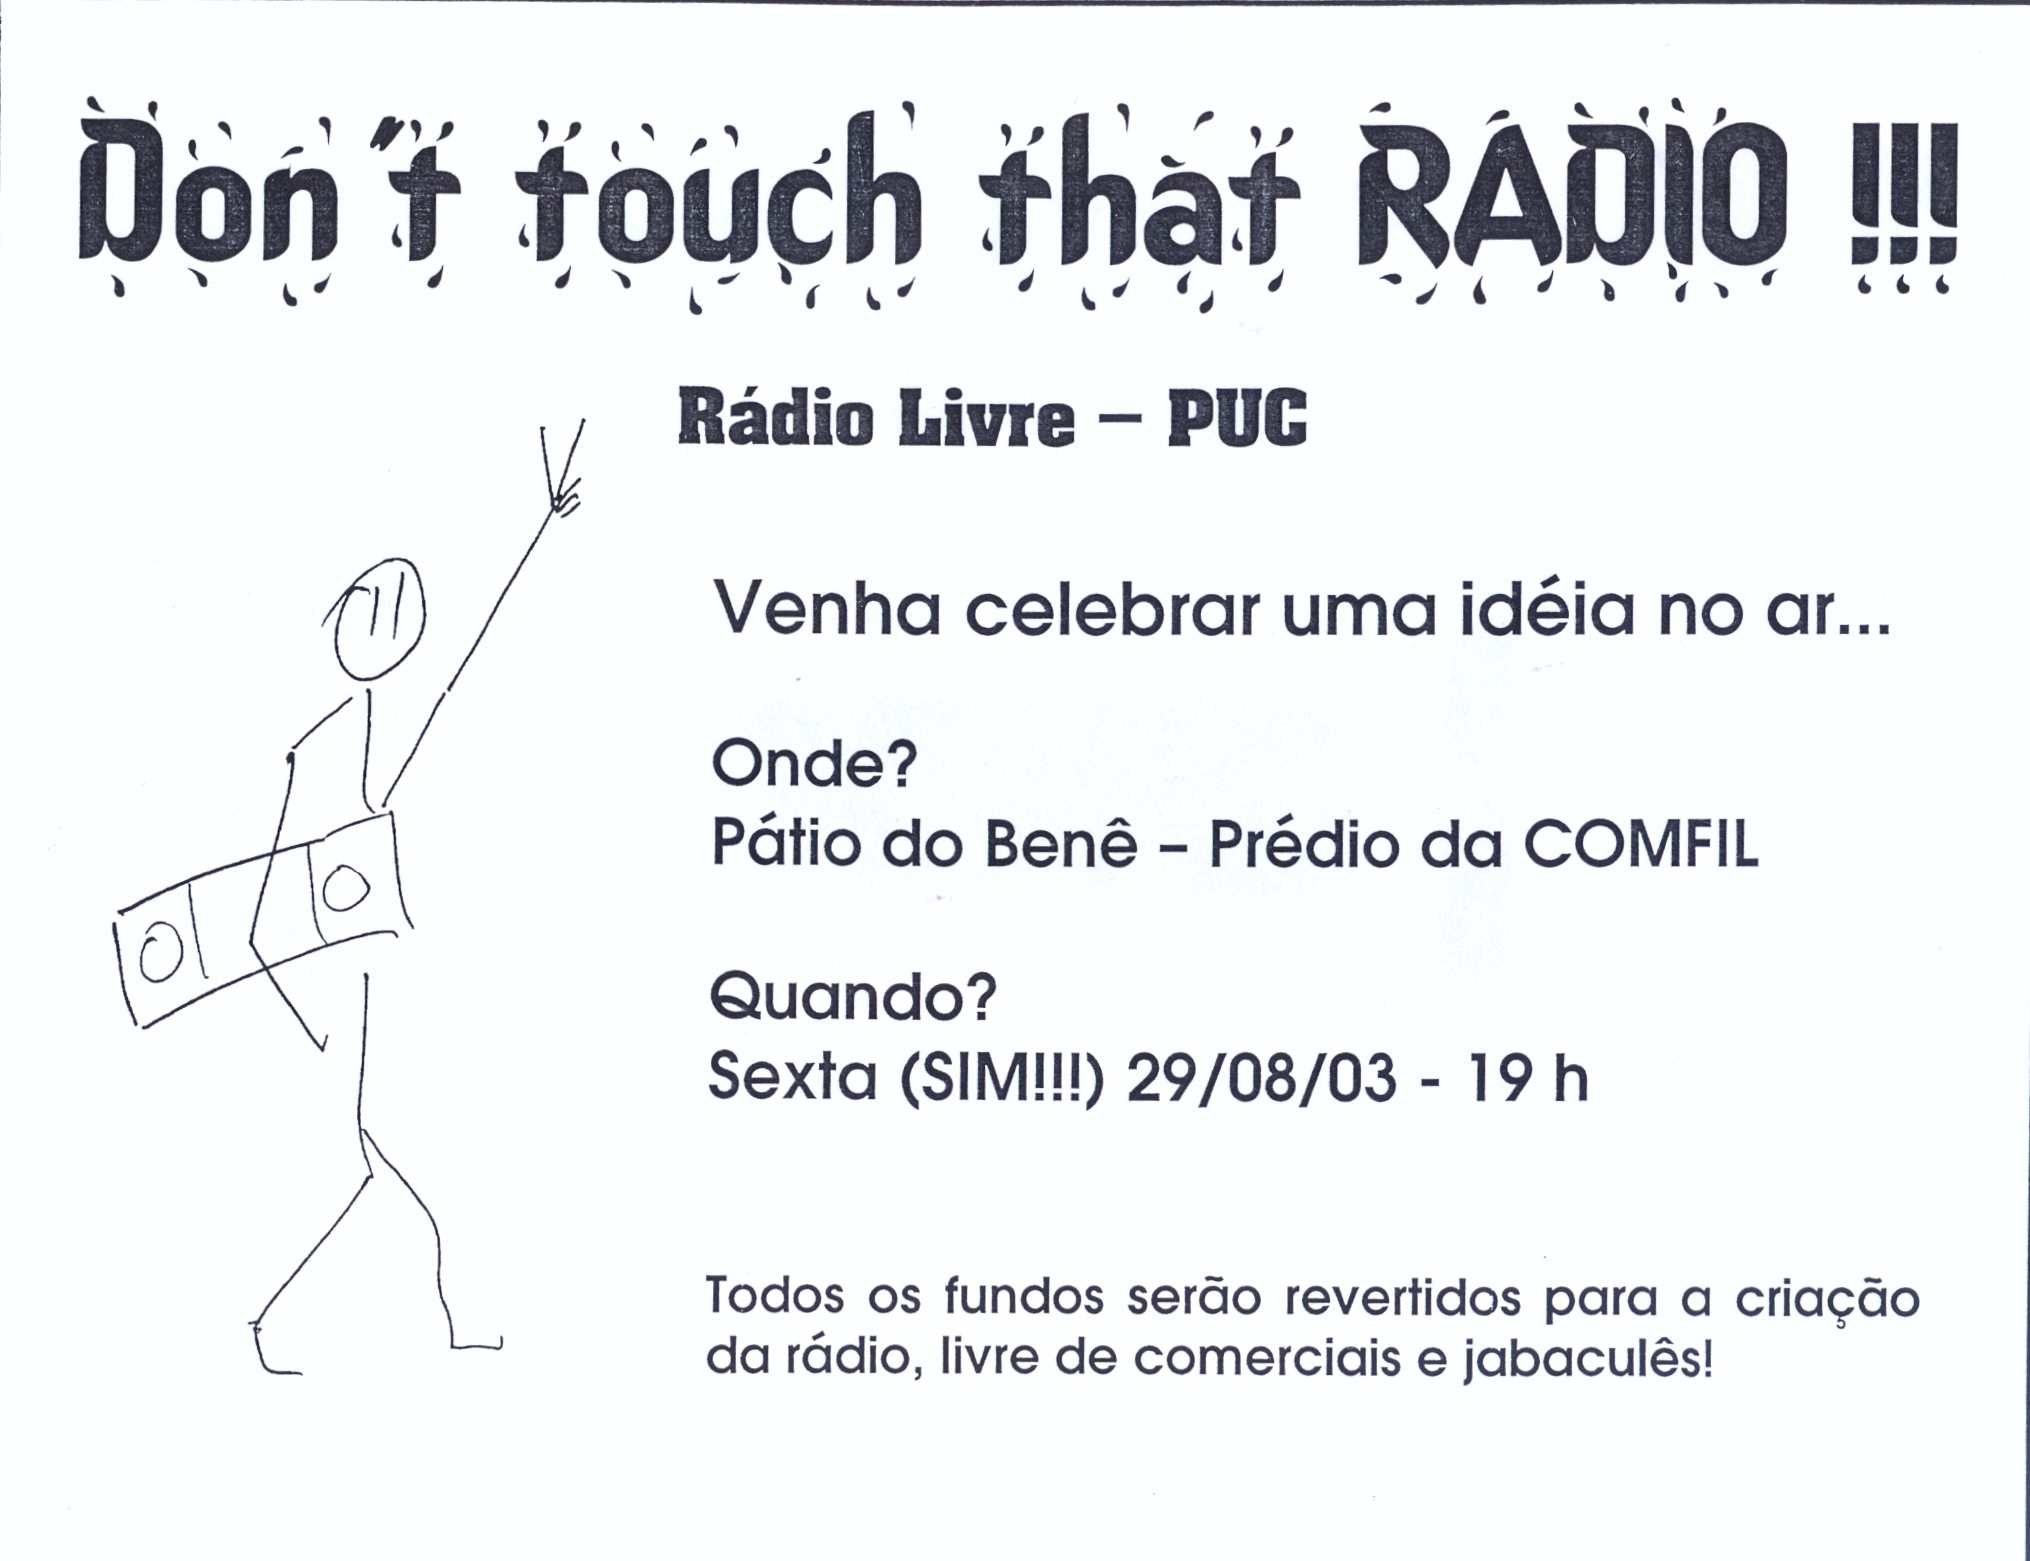 Don´t touch that RADIO !!!
Rádio Livre – PUC
Venha celebrar uma idéia no ar...
Onde?
Pátio do Benê – Prédio da COMFIL
Quando?
Sexta (SIM!!!) 29/08/03 - 19 h
Todos os fundos serão revertidos para a criação
da rádio, livre de comerciais e jabaculês!